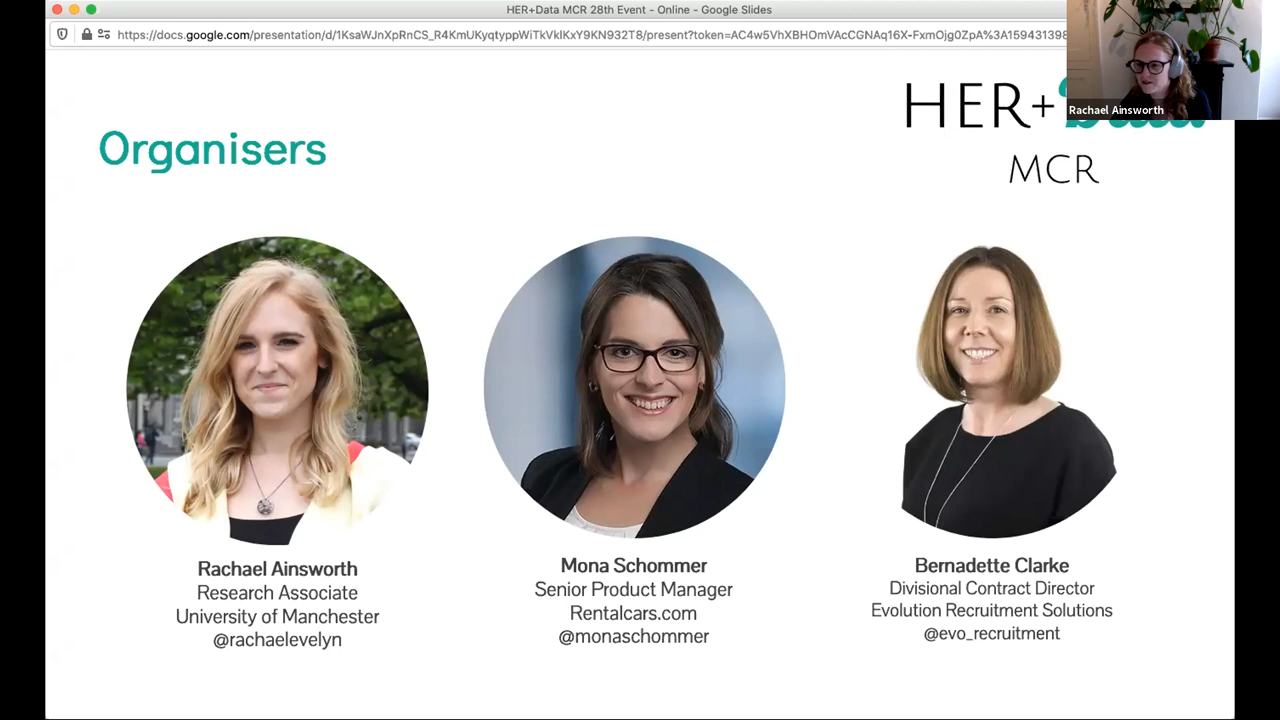 HER+Data MCR 28th Event - Online - Google Slides
https://docs.google.com/presentation/d/1KsaWJnXpRnCS_R4KmUKyqtyppWiTkVklKxY9KN932T8/present?token=AC4w5VhXBHOmVAcCGNAq16X-FxmOjg0ZpA%3A159431398
Rachael Ainsworth
HER+
MCR
Organisers
Rachael Ainsworth
Research Associate
University of Manchester
@rachaelevelyn
Mona Schommer
Senior Product Manager
Rentalcars.com
@monaschommer
Bernadette Clarke
Divisional Contract Director
Evolution Recruitment Solutions
@evo_recruitment